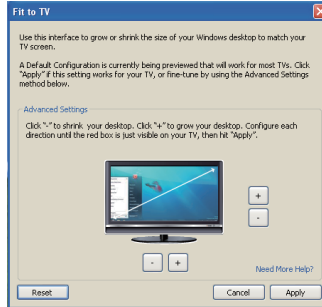 Fit to TV
Use this interface to grow or shrink the size of your Windows desktop to match your
TV screen.
A Default Configuration is currently being previewed that will work for most TVs. Click
"Apply" if this setting works for your TV, or fine-tune by using the Advanced Settings
method below.
Advanced Settings
Click "-" to shrink your desktop. Click "+" to grow your desktop. Configure each
direction until the red box is just visible on your TV, then hit "Apply".
+
-
- +
Need More Help?
Reset Cancel Apply